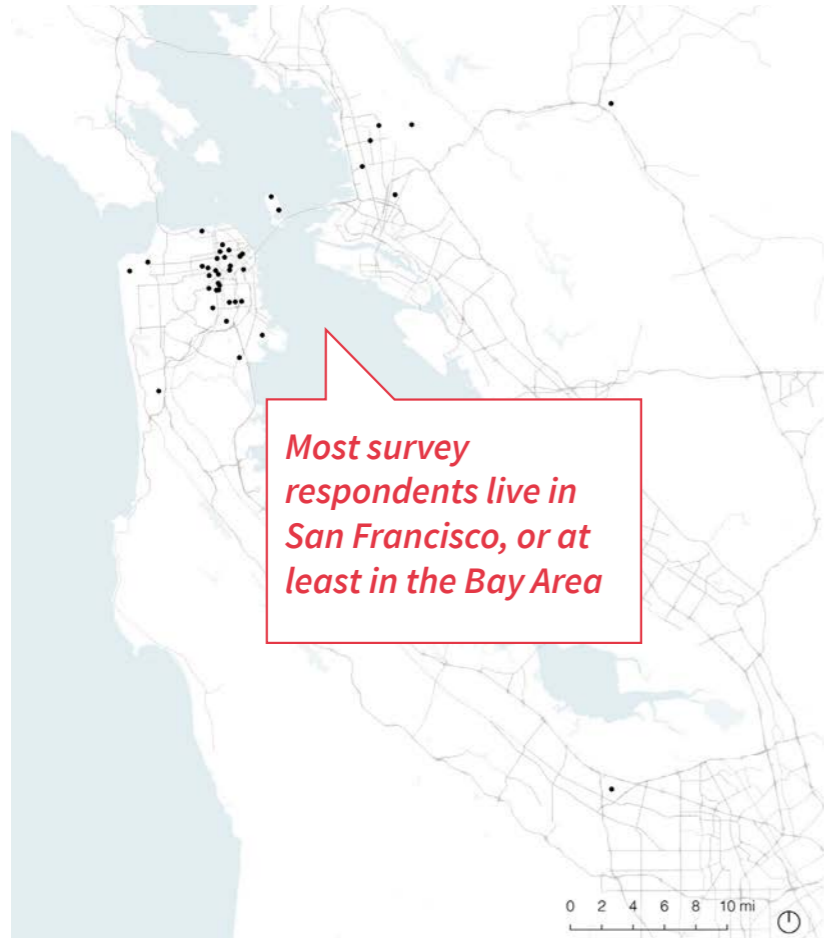 Most survey
respondents live in
San Francisco, or at
least in the Bay Area
0 2 4 6 8 10 mi